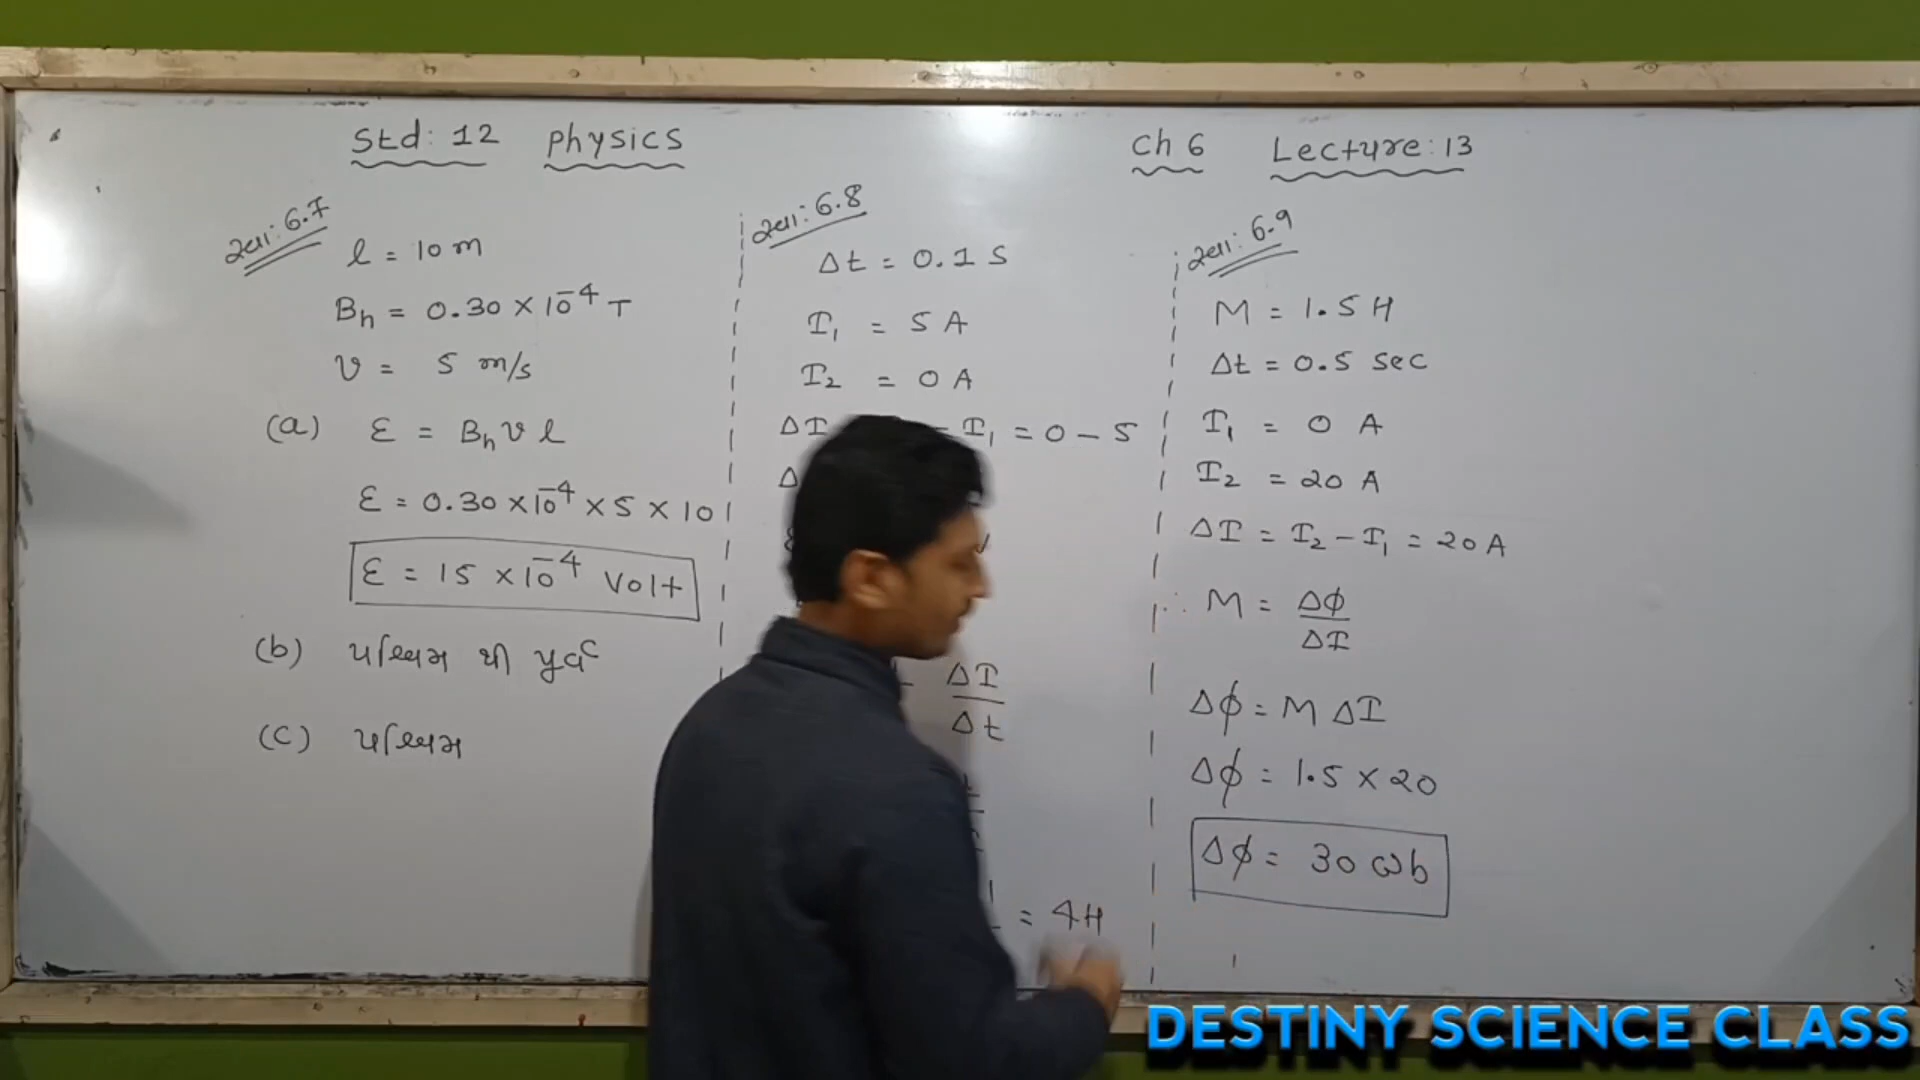 Std: 12 Physics
Ch 6 Lecture: 13
દાખલા: 6.7
l = 10 m
Bh = 0.30 × 10⁻⁴ T
v = 5 m/s
(a) ε = Bh v l
ε = 0.30 × 10⁻⁴ × 5 × 10
ε = 15 × 10⁻⁴ Volt
(b) પશ્ચિમ થી પુર્વ
(c) પશ્ચિમ
6.8
Δt = 0.1 S
I₁ = 5 A
I₂ = 0 A
ΔI - I₁ = 0 - 5
ΔI
Δt
= 4H
6.9
M = 1.5 H
Δt = 0.5 sec
I₁ = 0 A
I₂ = 20 A
ΔI = I₂ - I₁ = 20 A
∴ M = Δϕ
ΔI
Δϕ = M ΔI
Δϕ = 1.5 × 20
Δϕ = 30 wb
DESTINY SCIENCE CLASS